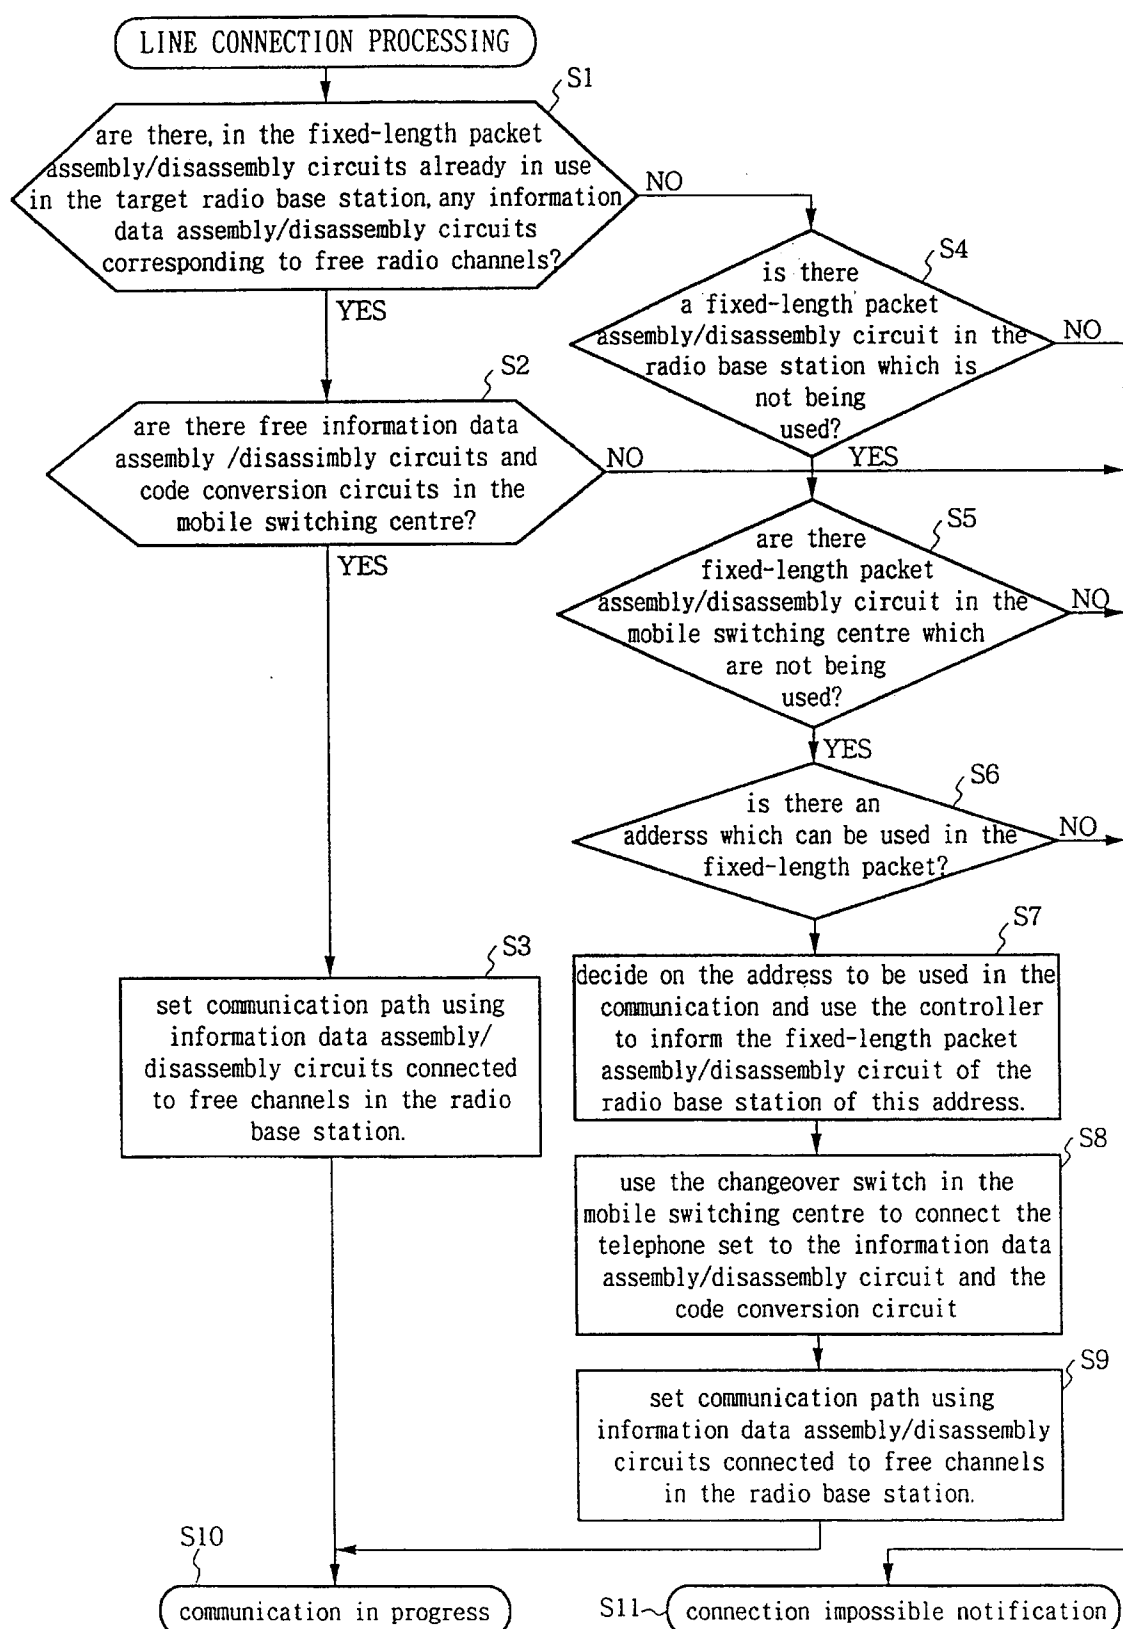 LINE CONNECTION PROCESSING
S1
are there, in the fixed-length packet
assembly/disassembly circuits already in use
in the target radio base station, any information
data assembly/disassembly circuits
corresponding to free radio channels?
NO
YES
S4
is there
a fixed-length packet
assembly/disassembly circuit in the
radio base station which is
not being
used?
NO
YES
S2
are there free information data
assembly /disassimbly circuits and
code conversion circuits in the
mobile switching centre?
NO
YES
S5
are there
fixed-length packet
assembly/disassembly circuit in the
mobile switching centre which
are not being
used?
NO
YES
S6
is there an
adderss which can be used in the
fixed-length packet?
NO
S3
set communication path using
information data assembly/
disassembly circuits connected
to free channels in the radio
base station.
S7
decide on the address to be used in the
communication and use the controller
to inform the fixed-length packet
assembly/disassembly circuit of the
radio base station of this address.
S8
use the changeover switch in the
mobile switching centre to connect the
telephone set to the information data
assembly/disassembly circuit and the
code conversion circuit
S9
set communication path using
information data assembly/disassembly
circuits connected to free channels
in the radio base station.
S10
communication in progress
S11
connection impossible notification